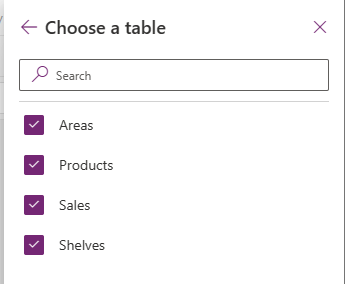 Choose a table
Search
Areas
Products
Sales
Shelves